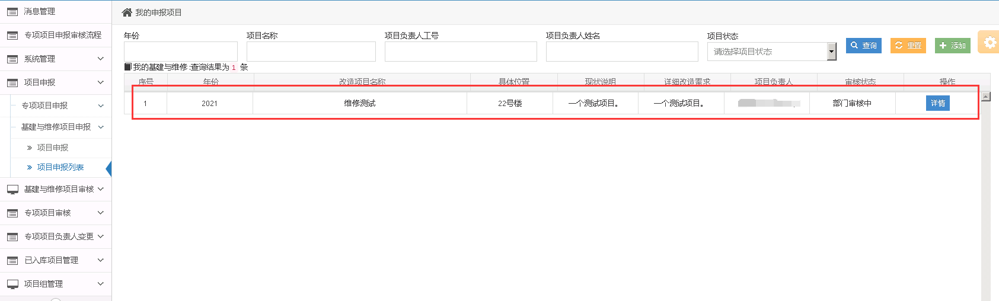 消息管理
专项项目申报审核流程
系统管理
项目申报
专项项目申报
基建与维修项目申报
项目申报
项目申报列表
基建与维修项目审核
专项项目审核
专项项目负责人变更
已入库项目管理
项目组管理
我的申报项目
年份 项目名称 项目负责人工号 项目负责人姓名 项目状态
请选择项目状态 查询 重置 添加
我的基建与维修:查询结果为 1 条
序号 年份 改造项目名称 具体位置 现状说明 详细改造需求 项目负责人 审核状态 操作
1 2021 维修测试 22号楼 一个测试项目。 一个测试项目。 部门审核中 详情